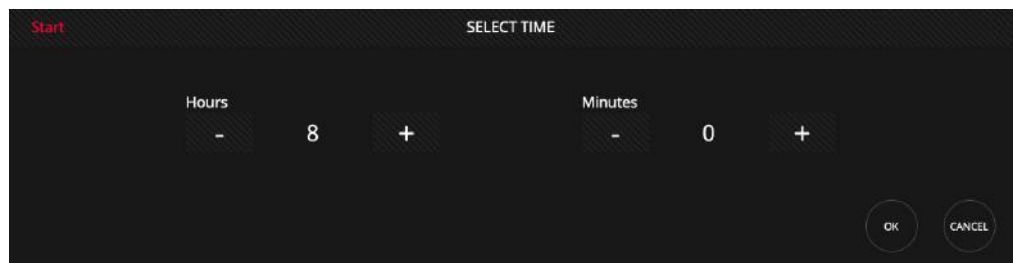 Start SELECT TIME
Hours Minutes
- 8 + - 0 +
OK CANCEL